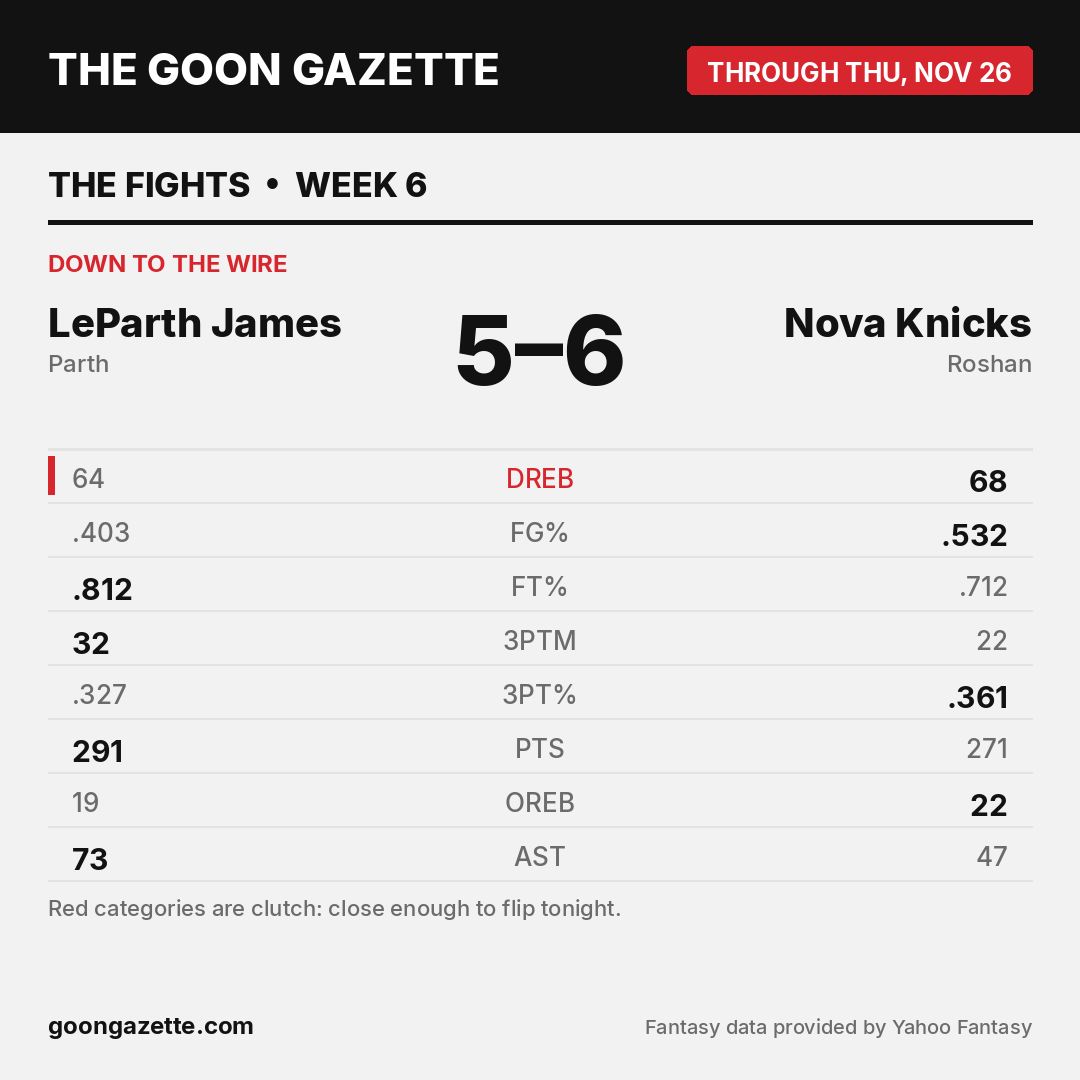 THE GOON GAZETTE THROUGH THU, NOV 26
THE FIGHTS • WEEK 6
DOWN TO THE WIRE
LeParth James 5–6 Nova Knicks
Parth Roshan
64 DREB 68
.403 FG% .532
.812 FT% .712
32 3PTM 22
.327 3PT% .361
291 PTS 271
19 OREB 22
73 AST 47
Red categories are clutch: close enough to flip tonight.
goongazette.com Fantasy data provided by Yahoo Fantasy